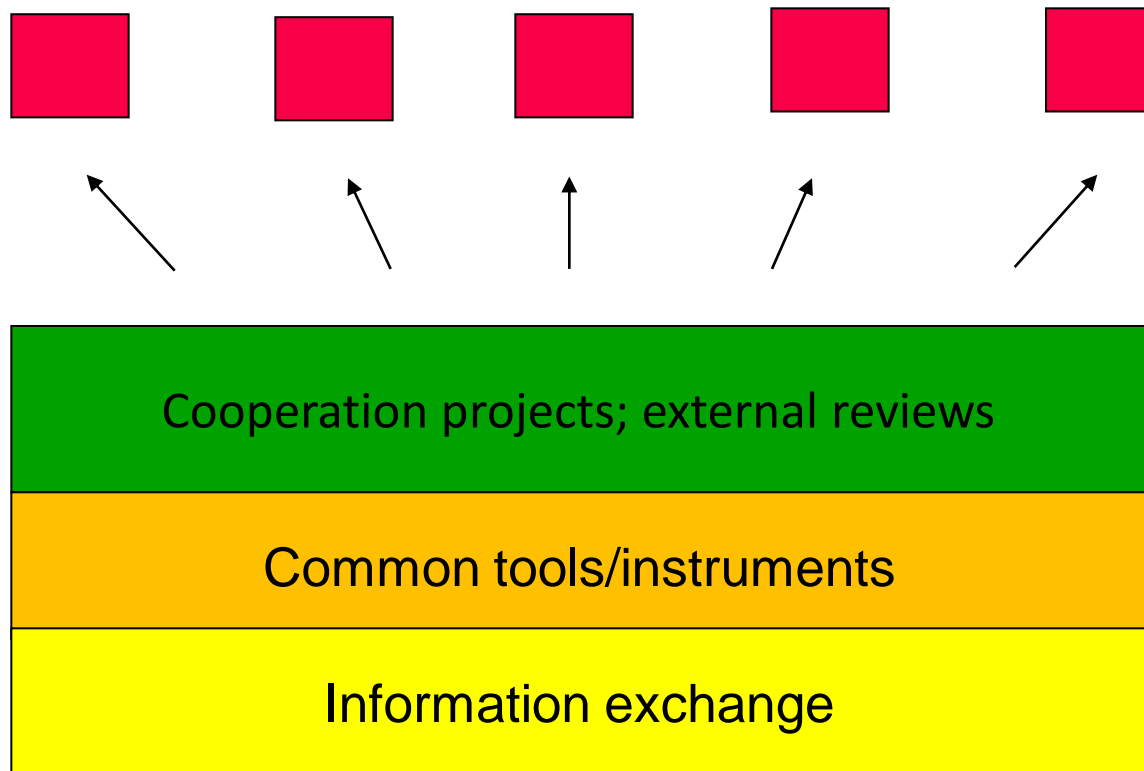 Cooperation projects; external reviews
Common tools/instruments
Information exchange